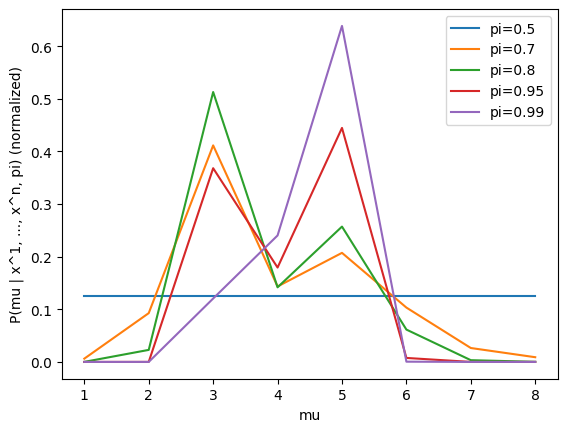 pi=0.5
pi=0.7
pi=0.8
pi=0.95
pi=0.99
P(mu | x^1, ..., x^n, pi) (normalized)
0.6
0.5
0.4
0.3
0.2
0.1
0.0
1 2 3 4 5 6 7 8
mu